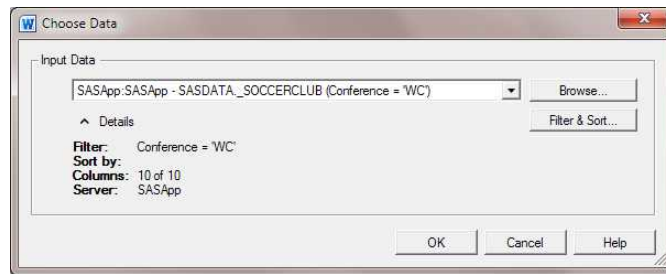 W Choose Data
x
Input Data
SASApp:SASApp - SASDATA._SOCCERCLUB (Conference = 'WC')
Browse...
Details
Filter & Sort...
Filter: Conference = 'WC'
Sort by:
Columns: 10 of 10
Server: SASApp
OK Cancel Help